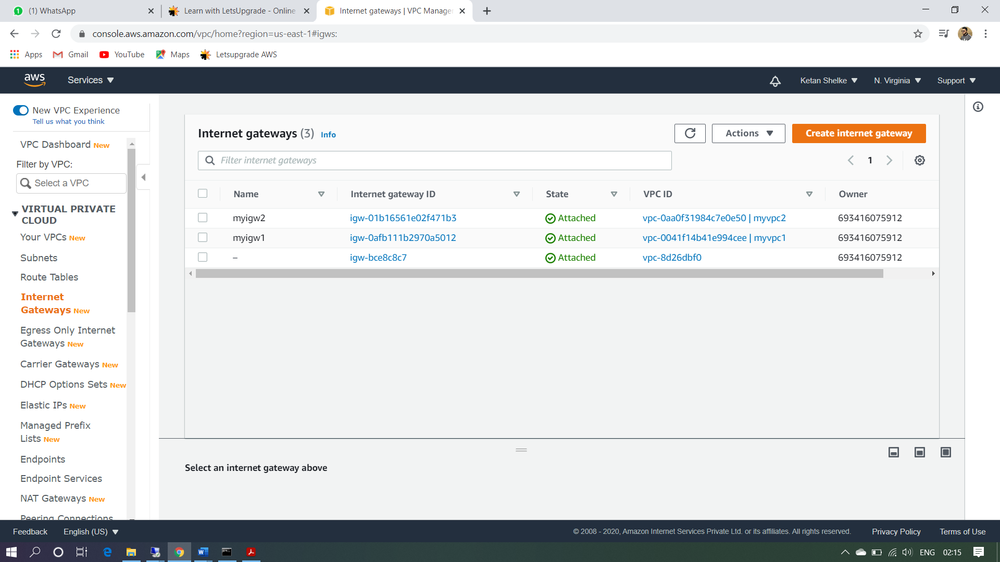 (1) WhatsApp
Learn with LetsUpgrade - Online
Internet gateways | VPC Manage
console.aws.amazon.com/vpc/home?region=us-east-1#igws:
Apps Gmail YouTube Maps Letsupgrade AWS
aws Services Ketan Shelke N. Virginia Support
New VPC Experience
Tell us what you think
VPC Dashboard New
Filter by VPC:
Select a VPC
VIRTUAL PRIVATE
CLOUD
Your VPCs New
Subnets
Route Tables
Internet
Gateways New
Egress Only Internet
Gateways New
Carrier Gateways New
DHCP Options Sets New
Elastic IPs New
Managed Prefix
Lists New
Endpoints
Endpoint Services
NAT Gateways New
Peering Connections
Internet gateways (3) Info
Actions
Create internet gateway
Filter internet gateways
1
Name Internet gateway ID State VPC ID Owner
myigw2 igw-01b16561e02f471b3 Attached vpc-0aa0f31984c7e0e50 | myvpc2 693416075912
myigw1 igw-0afb111b2970a5012 Attached vpc-0041f14b41e994cee | myvpc1 693416075912
– igw-bce8c8c7 Attached vpc-8d26dbf0 693416075912
Select an internet gateway above
Feedback English (US) © 2008 - 2020, Amazon Internet Services Private Ltd. or its affiliates. All rights reserved. Privacy Policy Terms of Use
ENG 02:15